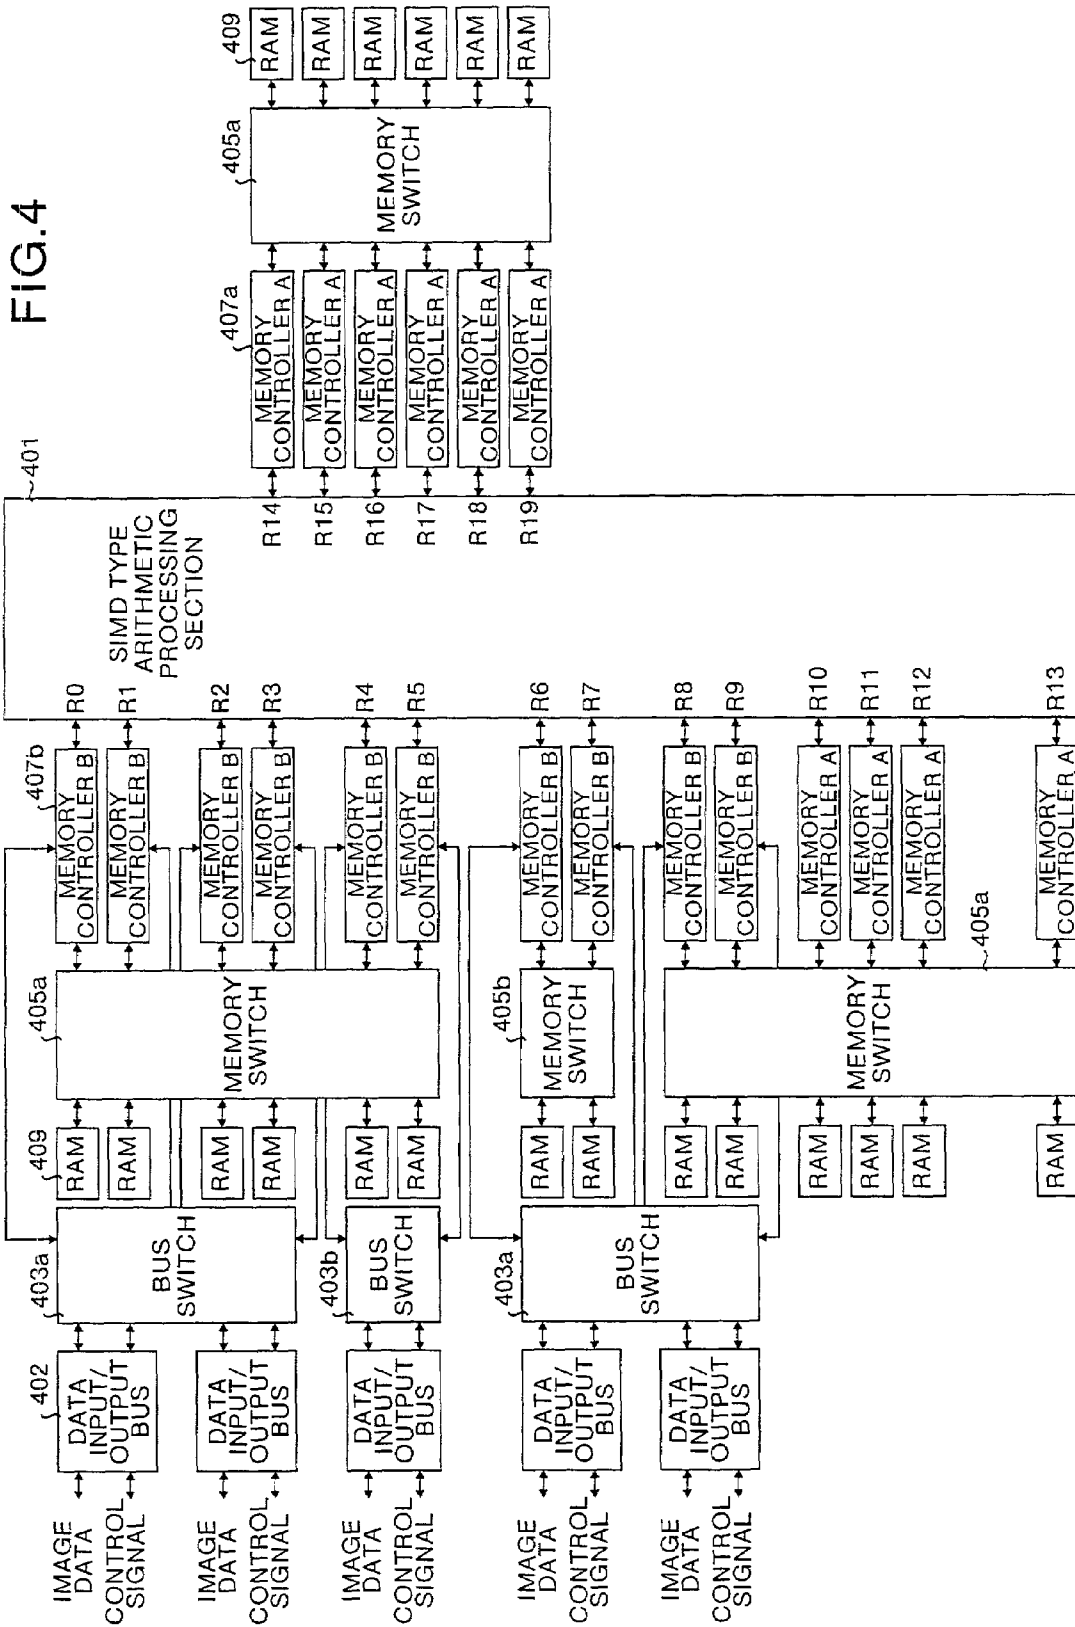 FIG.4
401
SIMD TYPE
ARITHMETIC
PROCESSING
SECTION
R0
R1
R2
R3
R4
R5
R6
R7
R8
R9
R10
R11
R12
R13
R14
R15
R16
R17
R18
R19
407a
MEMORY
CONTROLLER A
MEMORY
CONTROLLER A
MEMORY
CONTROLLER A
MEMORY
CONTROLLER A
MEMORY
CONTROLLER A
MEMORY
CONTROLLER A
405a
MEMORY
SWITCH
409
RAM
RAM
RAM
RAM
RAM
RAM
407b
MEMORY
CONTROLLER B
MEMORY
CONTROLLER B
MEMORY
CONTROLLER B
MEMORY
CONTROLLER B
MEMORY
CONTROLLER B
MEMORY
CONTROLLER B
MEMORY
CONTROLLER B
MEMORY
CONTROLLER B
MEMORY
CONTROLLER B
MEMORY
CONTROLLER B
MEMORY
CONTROLLER A
MEMORY
CONTROLLER A
MEMORY
CONTROLLER A
MEMORY
CONTROLLER A
405a
MEMORY
SWITCH
405b
MEMORY
SWITCH
405a
MEMORY
SWITCH
409
RAM
RAM
RAM
RAM
RAM
RAM
RAM
RAM
RAM
RAM
RAM
RAM
RAM
RAM
403a
BUS
SWITCH
403b
BUS
SWITCH
403a
BUS
SWITCH
402
DATA
INPUT/
OUTPUT
BUS
DATA
INPUT/
OUTPUT
BUS
DATA
INPUT/
OUTPUT
BUS
DATA
INPUT/
OUTPUT
BUS
DATA
INPUT/
OUTPUT
BUS
IMAGE
DATA
CONTROL
SIGNAL
IMAGE
DATA
CONTROL
SIGNAL
IMAGE
DATA
CONTROL
SIGNAL
IMAGE
DATA
CONTROL
SIGNAL
IMAGE
DATA
CONTROL
SIGNAL